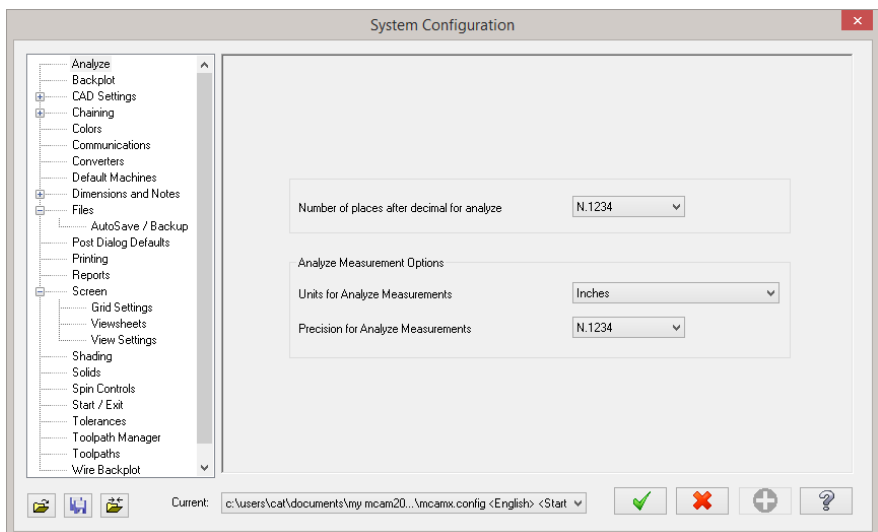 System Configuration
Analyze
Backplot
CAD Settings
Chaining
Colors
Communications
Converters
Default Machines
Dimensions and Notes
Files
AutoSave / Backup
Post Dialog Defaults
Printing
Reports
Screen
Grid Settings
Viewsheets
View Settings
Shading
Solids
Spin Controls
Start / Exit
Tolerances
Toolpath Manager
Toolpaths
Wire Backplot
Number of places after decimal for analyze N.1234
Analyze Measurement Options
Units for Analyze Measurements Inches
Precision for Analyze Measurements N.1234
Current: c:\users\cat\documents\my mcam20...\mcamx.config <English> <Start